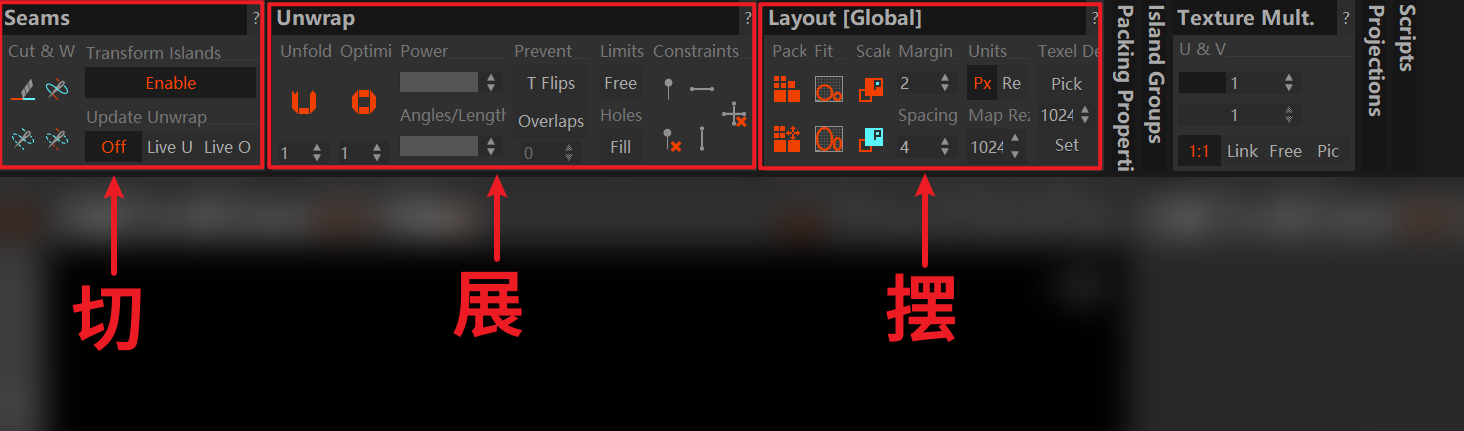 Seams ?
Cut & W Transform Islands
Enable
Update Unwrap
Off Live U Live O
Unwrap ?
Unfold Optimi Power Prevent Limits Constraints
T Flips Free
Angles/Length Overlaps Holes
1 1 0 Fill
Layout [Global] ?
Pack Fit Scale Margin Units Texel De
2 Px Re Pick
Spacing Map Rez 1024
4 1024 Set
Packing Properti
Island Groups
Texture Mult. ?
U & V
1
1
1:1 Link Free Pic
Projections
Scripts
切
展
摆